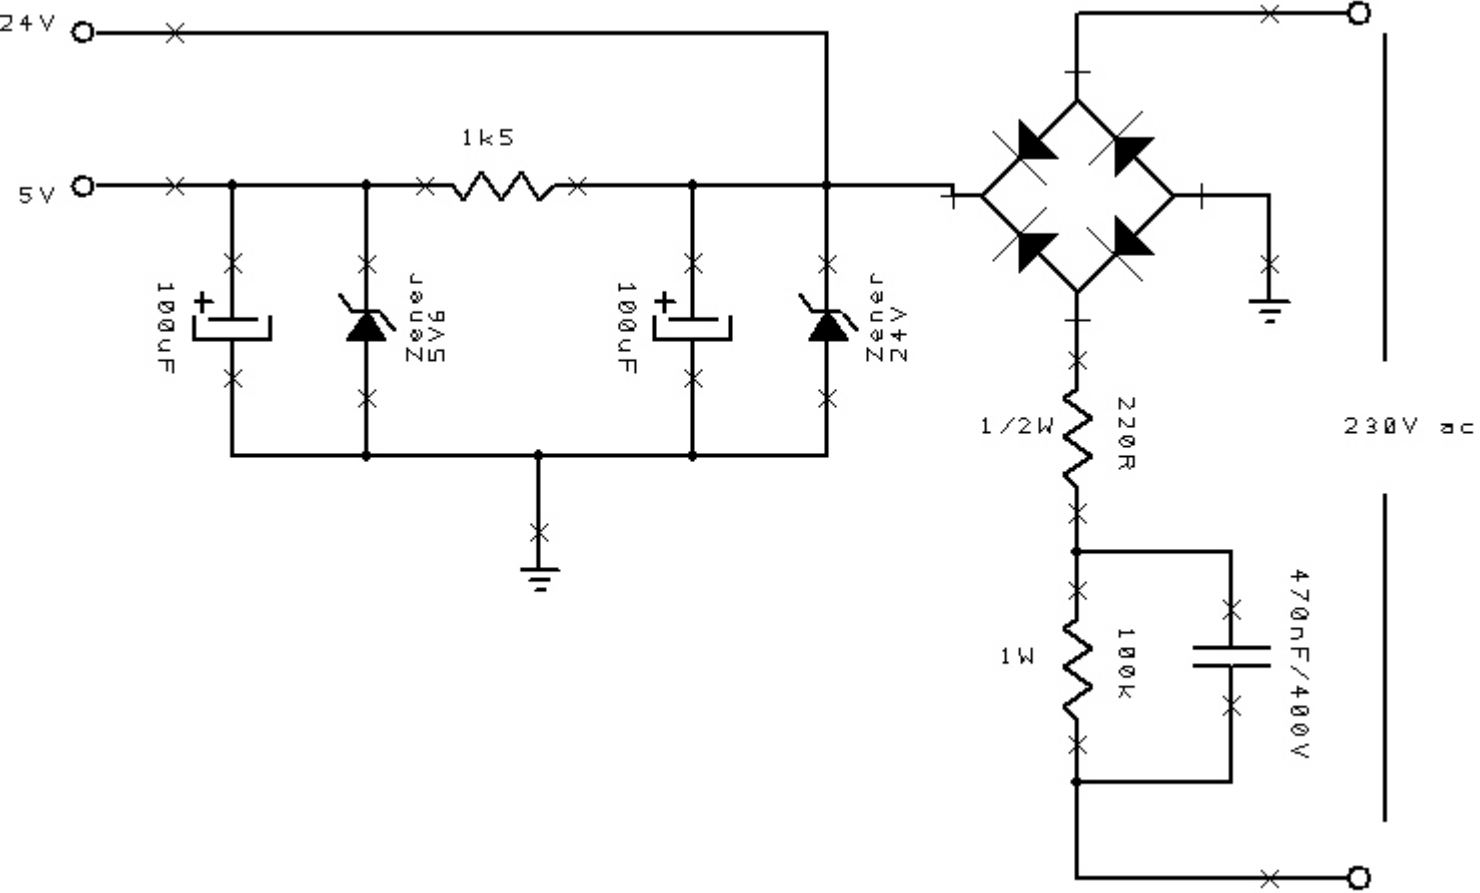 24V
5V
1k5
100uF
+
Zener
5V6
100uF
+
Zener
24V
1/2W
220R
230V ac
1W
100k
470nF/400V